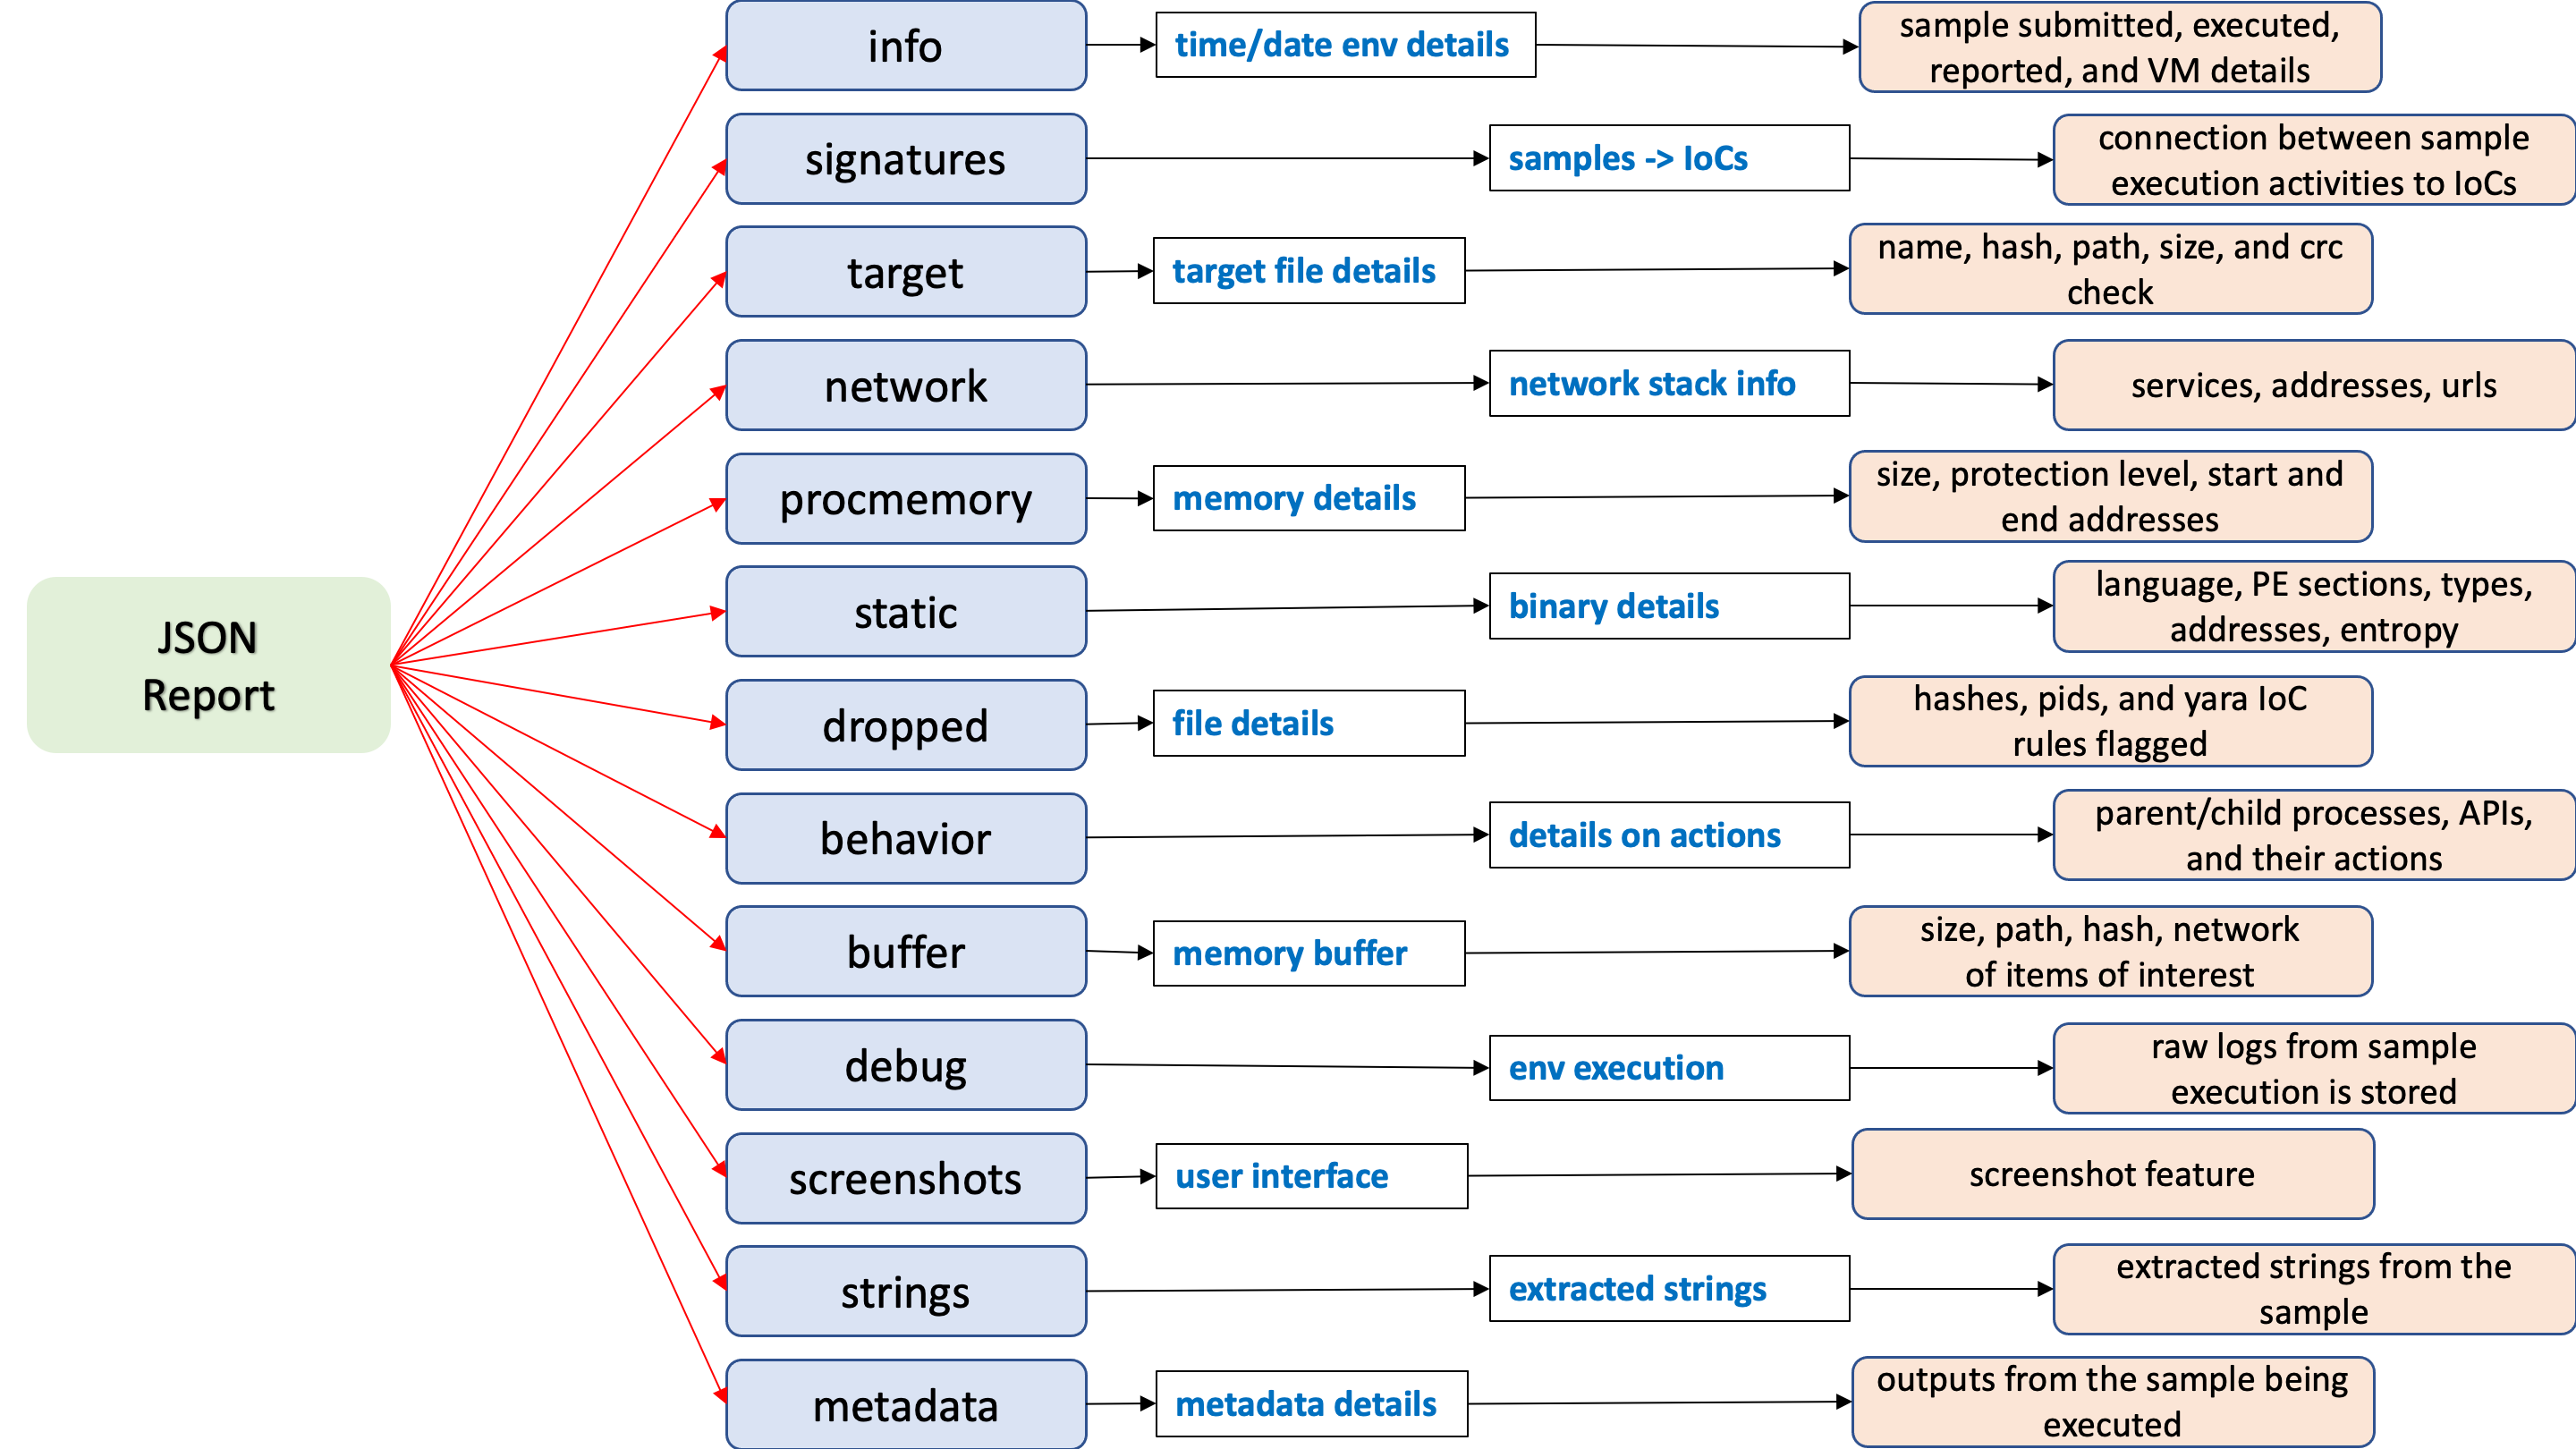 JSON
Report
info
time/date env details
sample submitted, executed,
reported, and VM details
signatures
samples -> IoCs
connection between sample
execution activities to IoCs
target
target file details
name, hash, path, size, and crc
check
network
network stack info
services, addresses, urls
procmemory
memory details
size, protection level, start and
end addresses
static
binary details
language, PE sections, types,
addresses, entropy
dropped
file details
hashes, pids, and yara IoC
rules flagged
behavior
details on actions
parent/child processes, APIs,
and their actions
buffer
memory buffer
size, path, hash, network
of items of interest
debug
env execution
raw logs from sample
execution is stored
screenshots
user interface
screenshot feature
strings
extracted strings
extracted strings from the
sample
metadata
metadata details
outputs from the sample being
executed